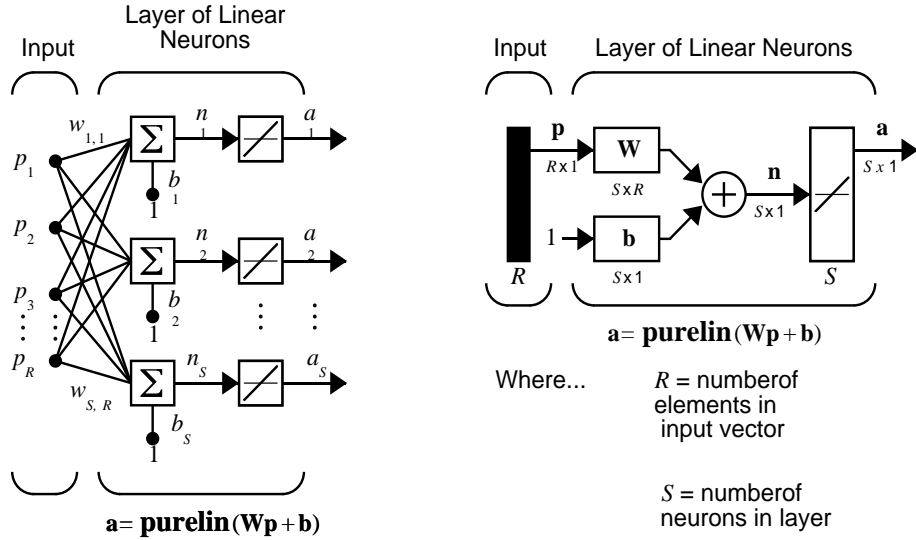 Layer of Linear
Input Neurons
w1,1
n1 a1
Σ
p1
b1
1
p2
n2 a2
Σ
p3
b2
1
pR
nS aS
Σ
wS, R
bS
1
a= purelin(Wp+b)
Input Layer of Linear Neurons
p W a
R x 1 S x R S x 1
n
S x 1
1 b
R S x 1 S
a= purelin(Wp+b)
Where... R = numberof
elements in
input vector
S = numberof
neurons in layer